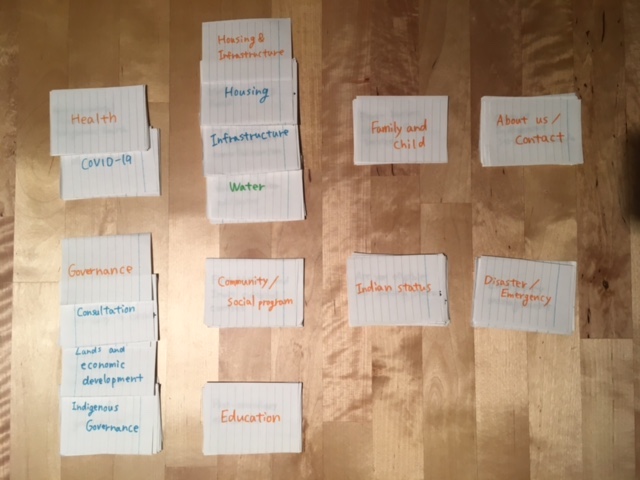 Health
COVID-19
Housing &
Infrastructure
Housing
Infrastructure
Water
Family and
Child
About us /
Contact
Governance
Consultation
Lands and
economic
development
Indigenous
Governance
Community /
Social program
Education
Indian status
Disaster /
Emergency